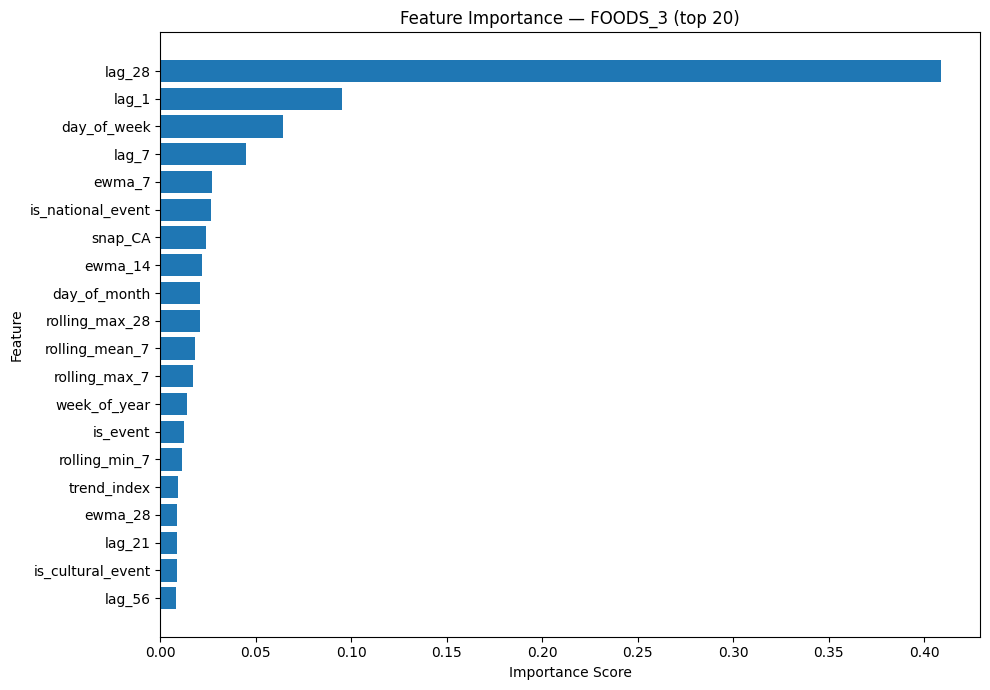 Feature Importance — FOODS_3 (top 20)
lag_28
lag_1
day_of_week
lag_7
ewma_7
is_national_event
snap_CA
ewma_14
day_of_month
rolling_max_28
rolling_mean_7
rolling_max_7
week_of_year
is_event
rolling_min_7
trend_index
ewma_28
lag_21
is_cultural_event
lag_56
Feature
0.00 0.05 0.10 0.15 0.20 0.25 0.30 0.35 0.40
Importance Score